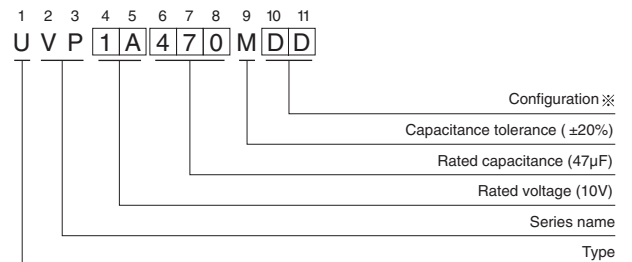 1 2 3 4 5 6 7 8 9 10 11
U V P 1 A 4 7 0 M D D
Configuration※
Capacitance tolerance ( ±20%)
Rated capacitance (47µF)
Rated voltage (10V)
Series name
Type